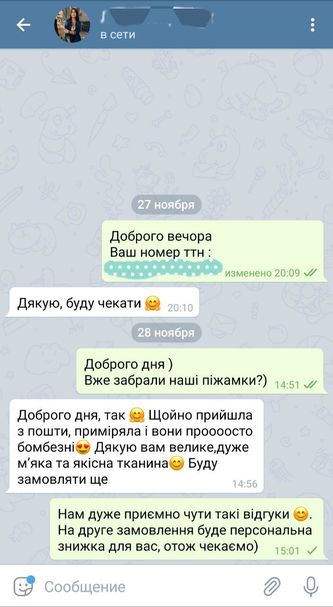 в сети
27 ноября
Доброго вечора
Ваш номер ттн :
изменено 20:09
Дякую, буду чекати 🤗
20:10
28 ноября
Доброго дня )
Вже забрали наші піжамки?)
14:51
Доброго дня, так 🤗 Щойно прийшла
з пошти, приміряла і вони прооооосто
бомбезні😍 Дякую вам велике,дуже
м'яка та якісна тканина😊 Буду
замовляти ще
14:56
Нам дуже приємно чути такі відгуки 😊.
На друге замовлення буде персональна
знижка для вас, отож чекаємо)
15:01
Сообщение